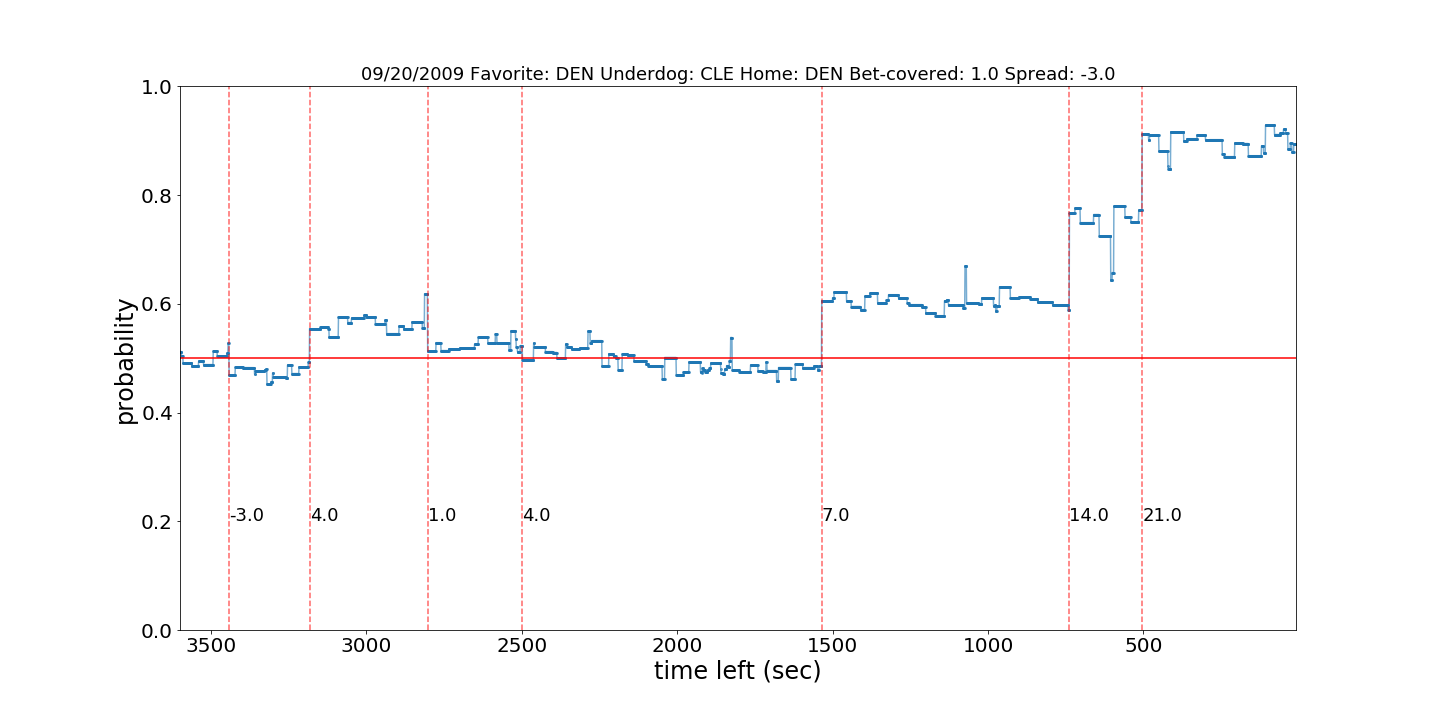 09/20/2009 Favorite: DEN Underdog: CLE Home: DEN Bet-covered: 1.0 Spread: -3.0
1.0
0.8
0.6
0.4
0.2
0.0
probability
-3.0 4.0 1.0 4.0 7.0 14.0 21.0
3500 3000 2500 2000 1500 1000 500
time left (sec)